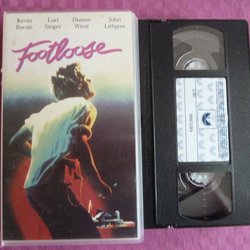 Kevin Bacon
Lori Singer
Dianne Wiest
John Lithgow
Footloose